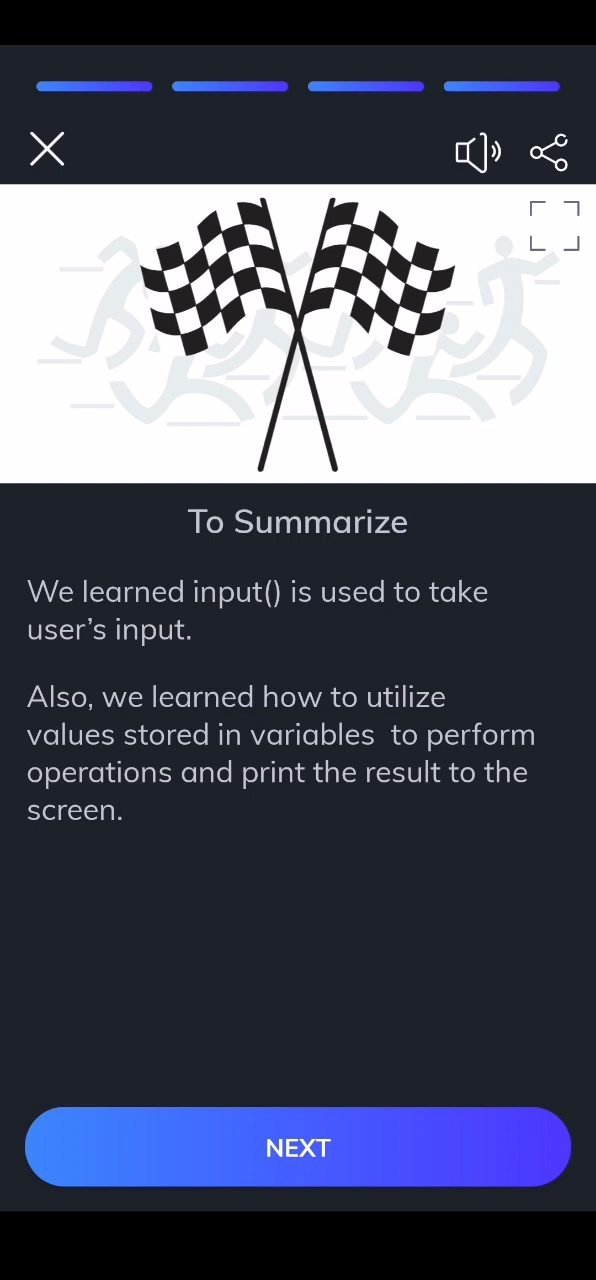 To Summarize
We learned input() is used to take
user’s input.
Also, we learned how to utilize
values stored in variables  to perform
operations and print the result to the
screen.
NEXT